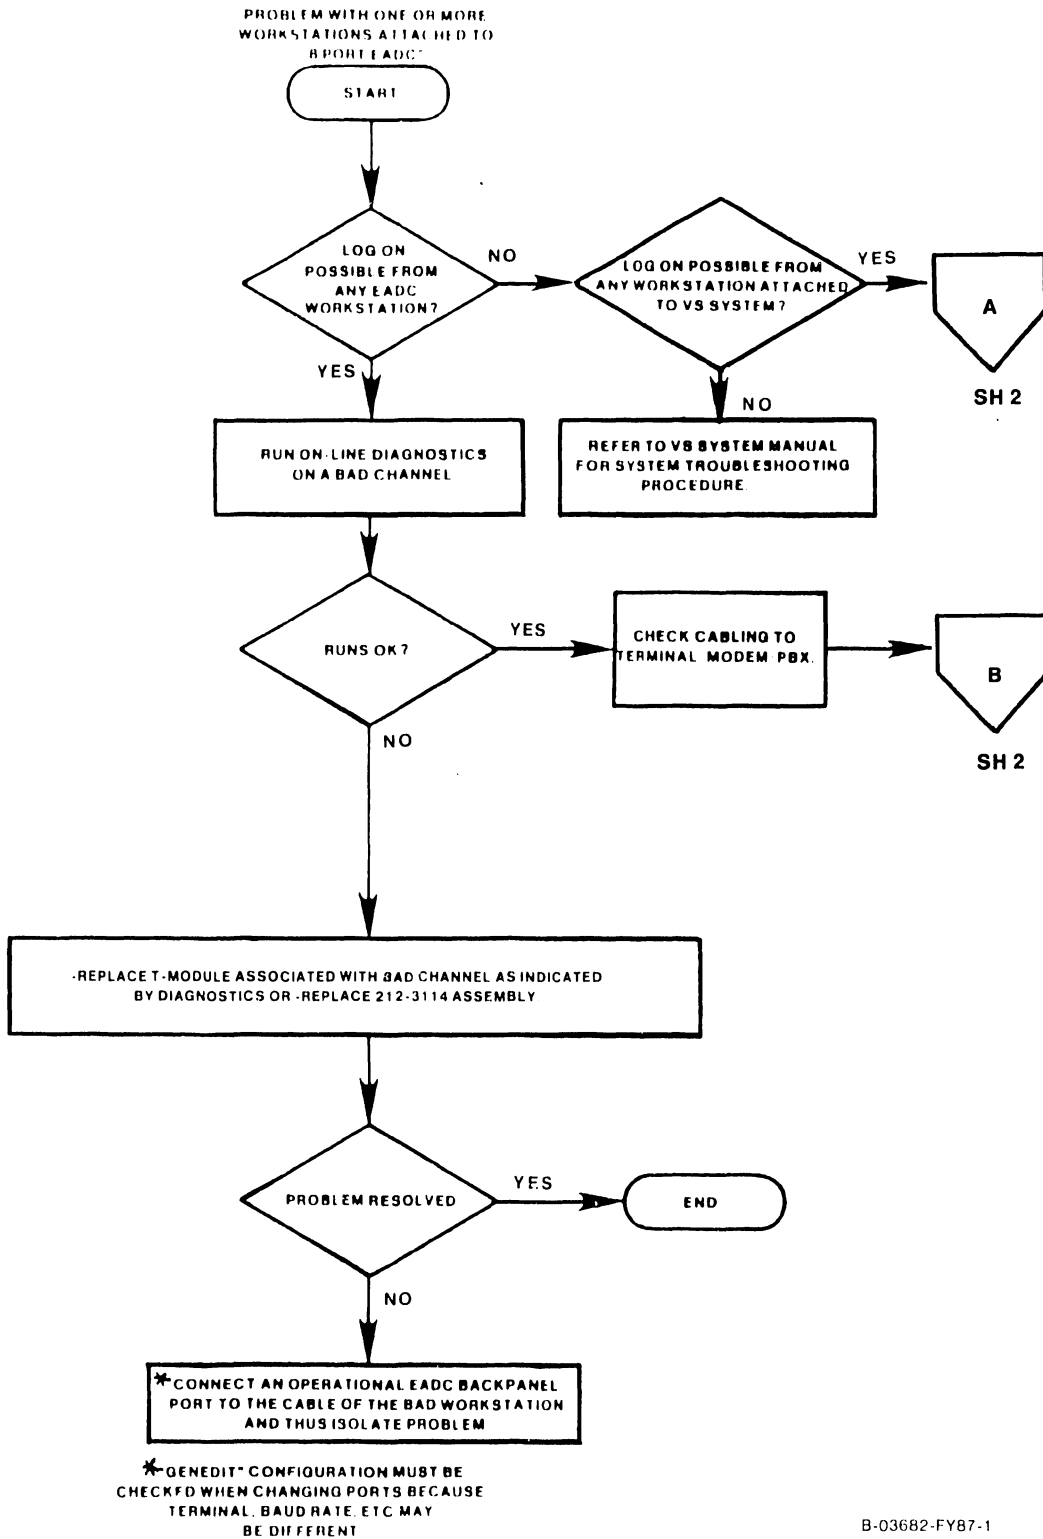 PROBLEM WITH ONE OR MORE
WORKSTATIONS ATTACHED TO
8 PORT EADC"
START
LOG ON
POSSIBLE FROM
ANY EADC
WORKSTATION?
NO
LOG ON POSSIBLE FROM
ANY WORKSTATION ATTACHED
TO VS SYSTEM?
YES
A
SH 2
YES
NO
RUN ON-LINE DIAGNOSTICS
ON A BAD CHANNEL
REFER TO VS SYSTEM MANUAL
FOR SYSTEM TROUBLESHOOTING
PROCEDURE.
RUNS OK?
YES
CHECK CABLING TO
TERMINAL MODEM PBX.
B
SH 2
NO
-REPLACE T-MODULE ASSOCIATED WITH BAD CHANNEL AS INDICATED
BY DIAGNOSTICS OR -REPLACE 212-3114 ASSEMBLY
PROBLEM RESOLVED
YES
END
NO
*CONNECT AN OPERATIONAL EADC BACKPANEL
PORT TO THE CABLE OF THE BAD WORKSTATION
AND THUS ISOLATE PROBLEM
*GENEDIT" CONFIGURATION MUST BE
CHECKED WHEN CHANGING PORTS BECAUSE
TERMINAL, BAUD RATE, ETC MAY
BE DIFFERENT
B-03682-FY87-1